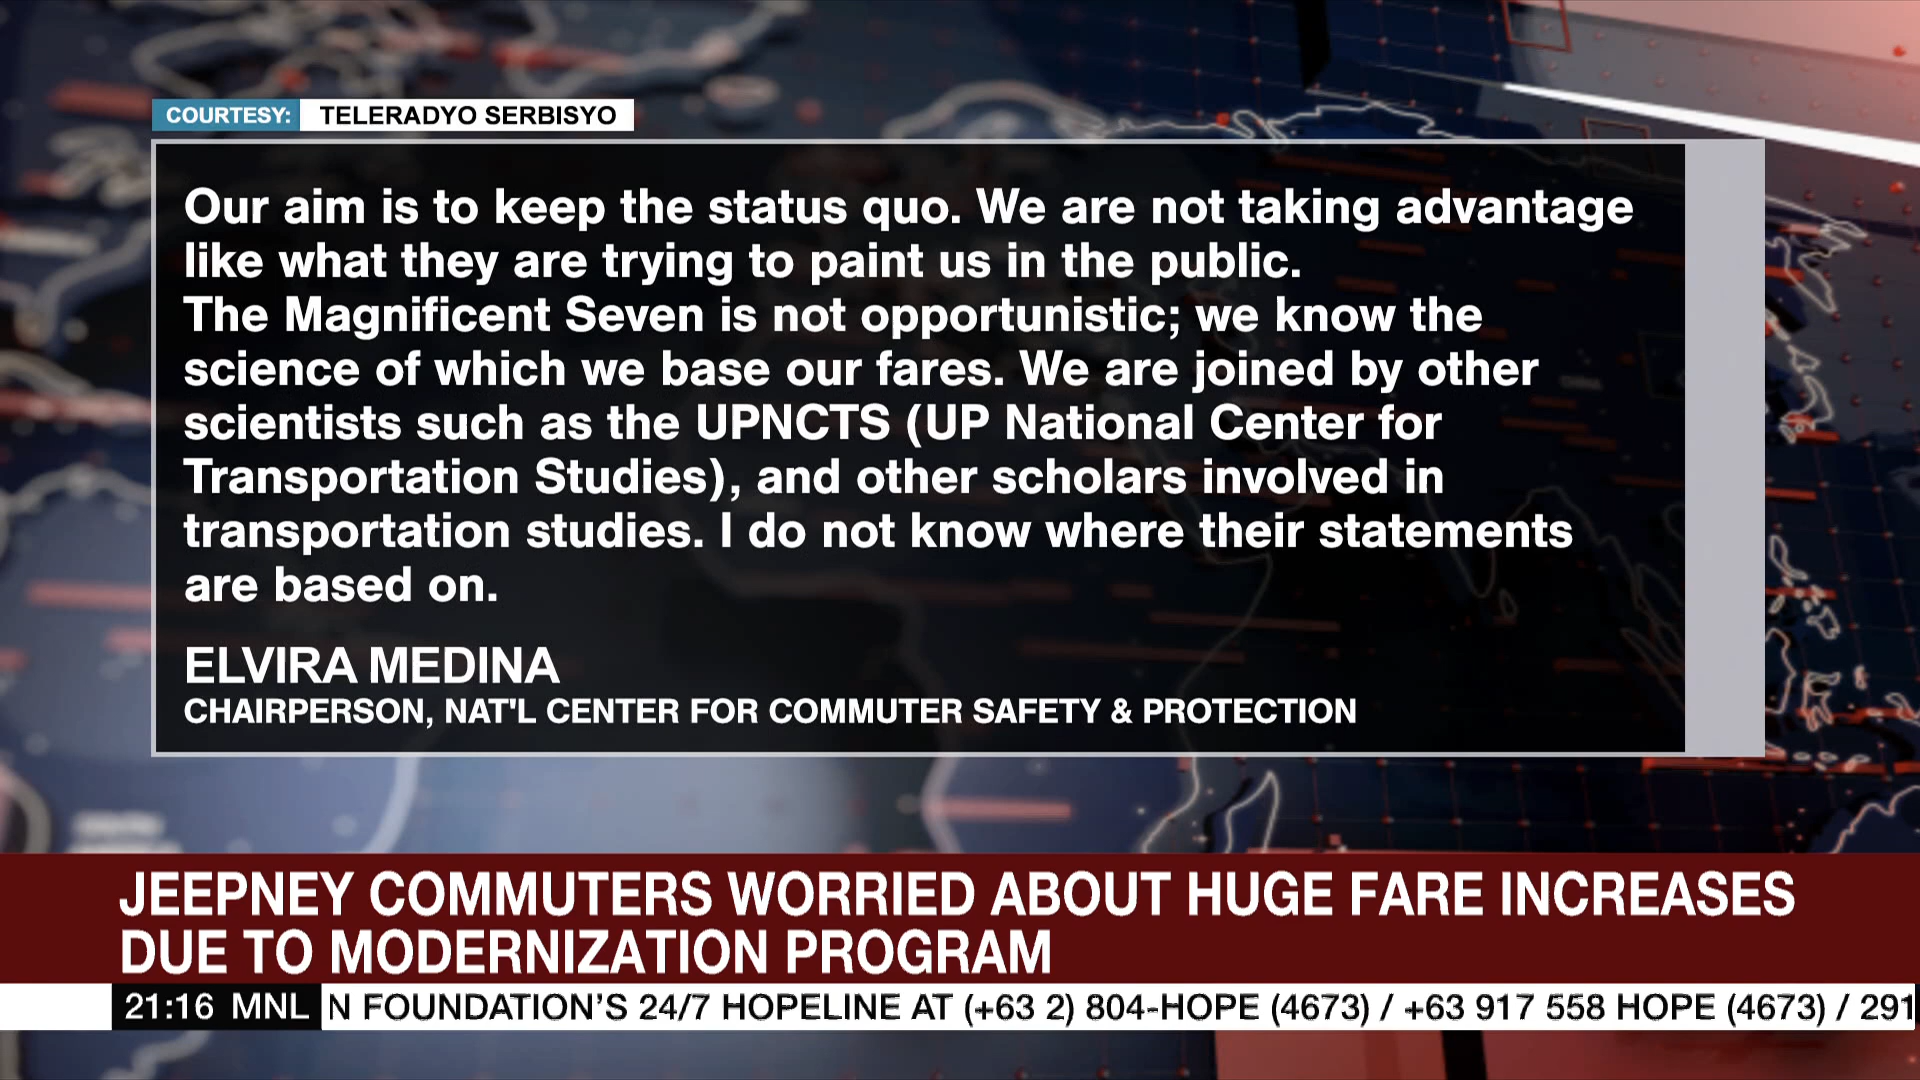 COURTESY: TELERADYO SERBISYO
Our aim is to keep the status quo. We are not taking advantage
like what they are trying to paint us in the public.
The Magnificent Seven is not opportunistic; we know the
science of which we base our fares. We are joined by other
scientists such as the UPNCTS (UP National Center for
Transportation Studies), and other scholars involved in
transportation studies. I do not know where their statements
are based on.
ELVIRA MEDINA
CHAIRPERSON, NAT'L CENTER FOR COMMUTER SAFETY & PROTECTION
JEEPNEY COMMUTERS WORRIED ABOUT HUGE FARE INCREASES
DUE TO MODERNIZATION PROGRAM
21:16 MNL N FOUNDATION’S 24/7 HOPELINE AT (+63 2) 804-HOPE (4673) / +63 917 558 HOPE (4673) / 291